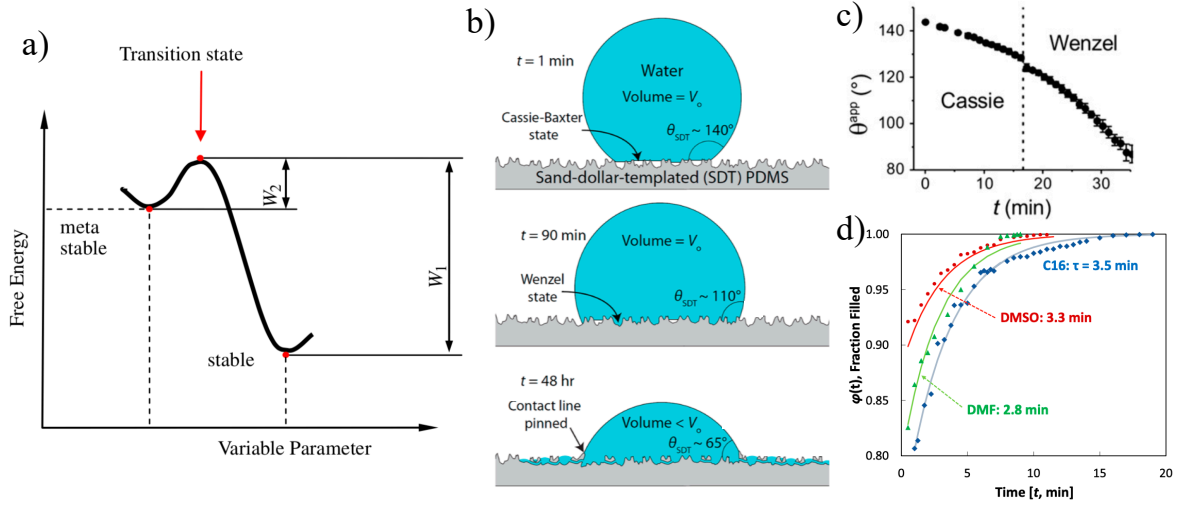 a)
Transition state
Free Energy
meta
stable
stable
W₂
W₁
Variable Parameter
b)
t = 1 min
Water
Volume = Vₒ
Cassie-Baxter
state
θSDT ~ 140°
Sand-dollar-templated (SDT) PDMS
t = 90 min
Volume = Vₒ
Wenzel
state
θSDT ~ 110°
t = 48 hr
Contact line
pinned
Volume < Vₒ
θSDT ~ 65°
c)
θapp (°)
140
120
100
80
Cassie
Wenzel
0
10
20
30
t (min)
d)
φ(t), Fraction Filled
1.00
0.95
0.90
0.85
0.80
C16: τ = 3.5 min
DMSO: 3.3 min
DMF: 2.8 min
0
5
10
15
20
Time [t, min]